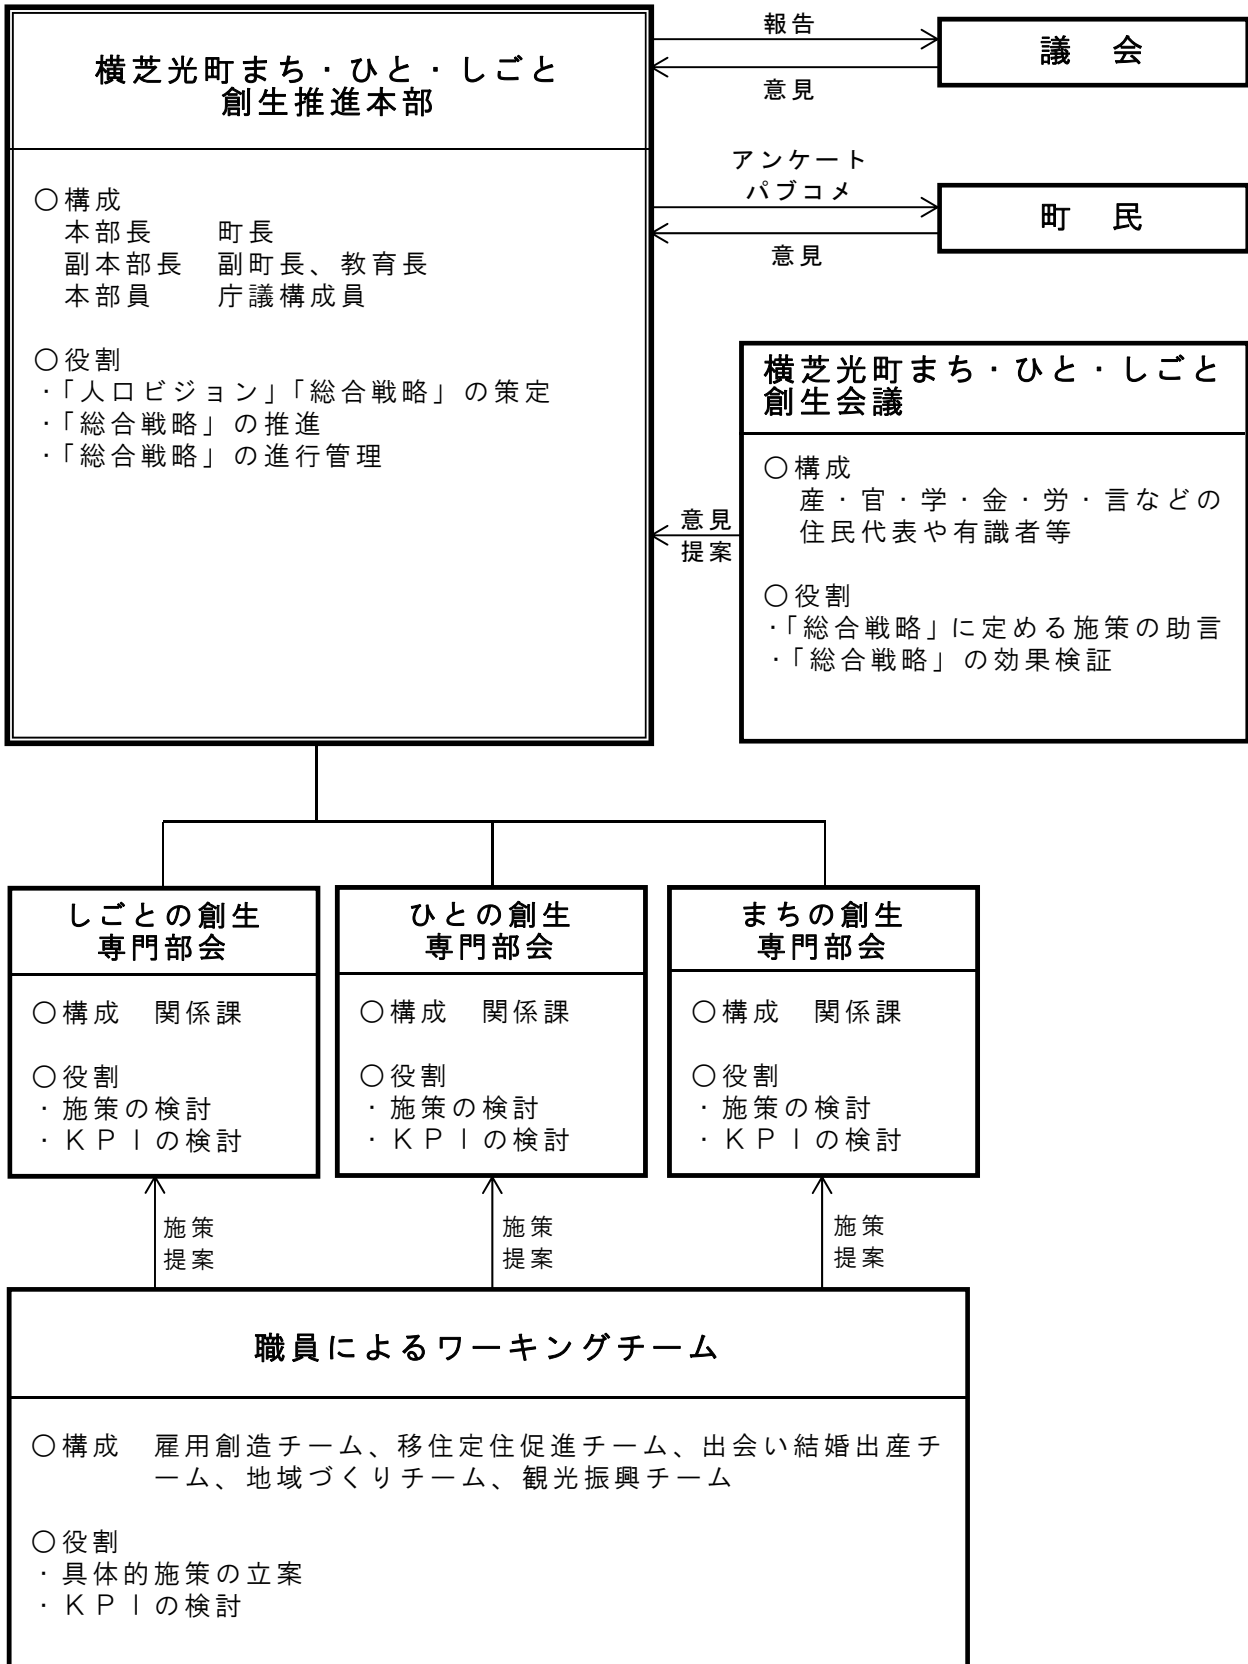 横芝光町まち・ひと・しごと
創生推進本部
○構成
本部長　　町長
副本部長　副町長、教育長
本部員　　庁議構成員
○役割
・「人口ビジョン」「総合戦略」の策定
・「総合戦略」の推進
・「総合戦略」の進行管理
報告
意見
議　会
アンケート
パブコメ
意見
町　民
意見
提案
横芝光町まち・ひと・しごと
創生会議
○構成
産・官・学・金・労・言などの
住民代表や有識者等
○役割
・「総合戦略」に定める施策の助言
・「総合戦略」の効果検証
しごとの創生
専門部会
○構成　関係課
○役割
・施策の検討
・ＫＰＩの検討
ひとの創生
専門部会
○構成　関係課
○役割
・施策の検討
・ＫＰＩの検討
まちの創生
専門部会
○構成　関係課
○役割
・施策の検討
・ＫＰＩの検討
施策
提案
施策
提案
施策
提案
職員によるワーキングチーム
○構成　雇用創造チーム、移住定住促進チーム、出会い結婚出産チ
ーム、地域づくりチーム、観光振興チーム
○役割
・具体的施策の立案
・ＫＰＩの検討